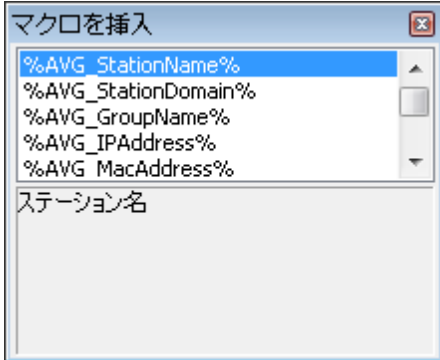 マクロを挿入
%AVG_StationName%
%AVG_StationDomain%
%AVG_GroupName%
%AVG_IPAddress%
%AVG_MacAddress%
ステーション名